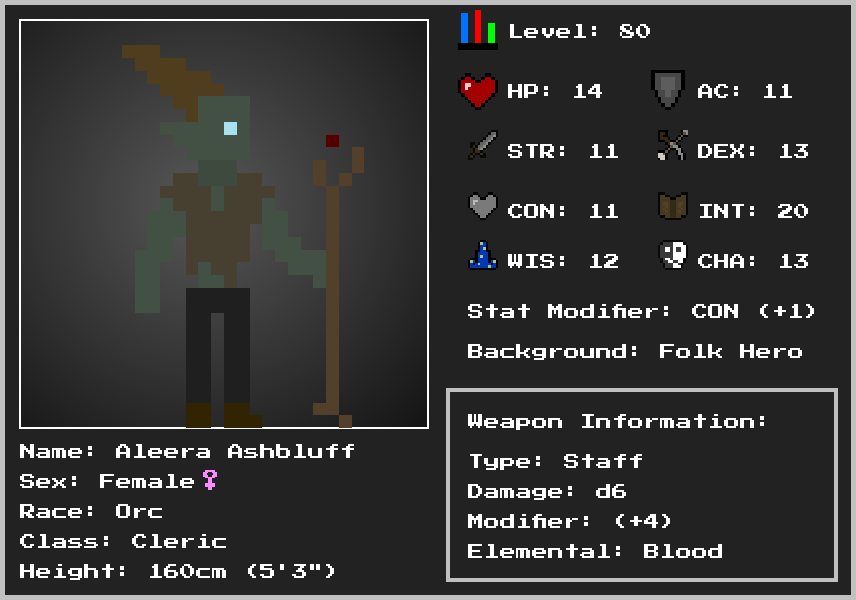 Level: 80
HP: 14
AC: 11
STR: 11
DEX: 13
CON: 11
INT: 20
WIS: 12
CHA: 13
Stat Modifier: CON (+1)
Background: Folk Hero
Weapon Information:
Type: Staff
Damage: d6
Modifier: (+4)
Elemental: Blood
Name: Aleera Ashbluff
Sex: Female♀
Race: Orc
Class: Cleric
Height: 160cm (5'3")